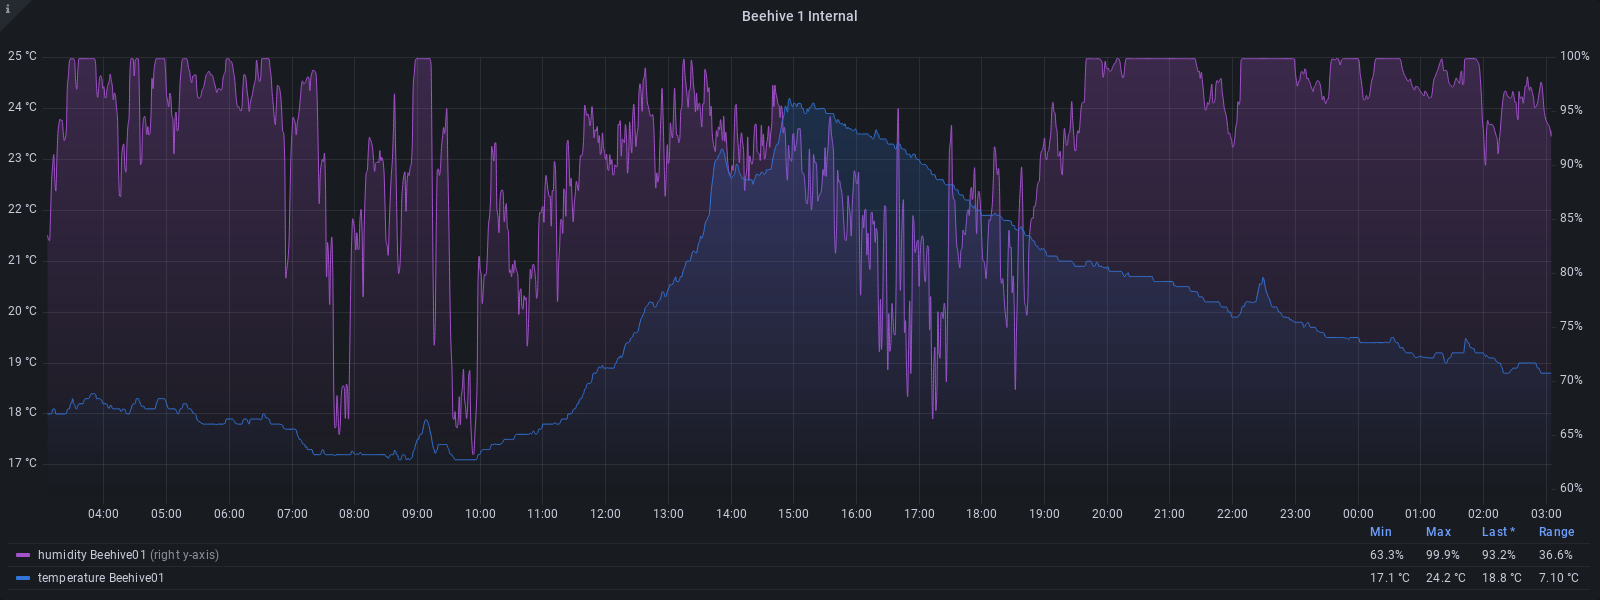 i
Beehive 1 Internal
25 °C 100%
24 °C 95%
23 °C 90%
22 °C 85%
21 °C 80%
20 °C 75%
19 °C 70%
18 °C 65%
17 °C 60%
04:00 05:00 06:00 07:00 08:00 09:00 10:00 11:00 12:00 13:00 14:00 15:00 16:00 17:00 18:00 19:00 20:00 21:00 22:00 23:00 00:00 01:00 02:00 03:00
Min Max Last * Range
humidity Beehive01 (right y-axis) 63.3% 99.9% 93.2% 36.6%
temperature Beehive01 17.1 °C 24.2 °C 18.8 °C 7.10 °C